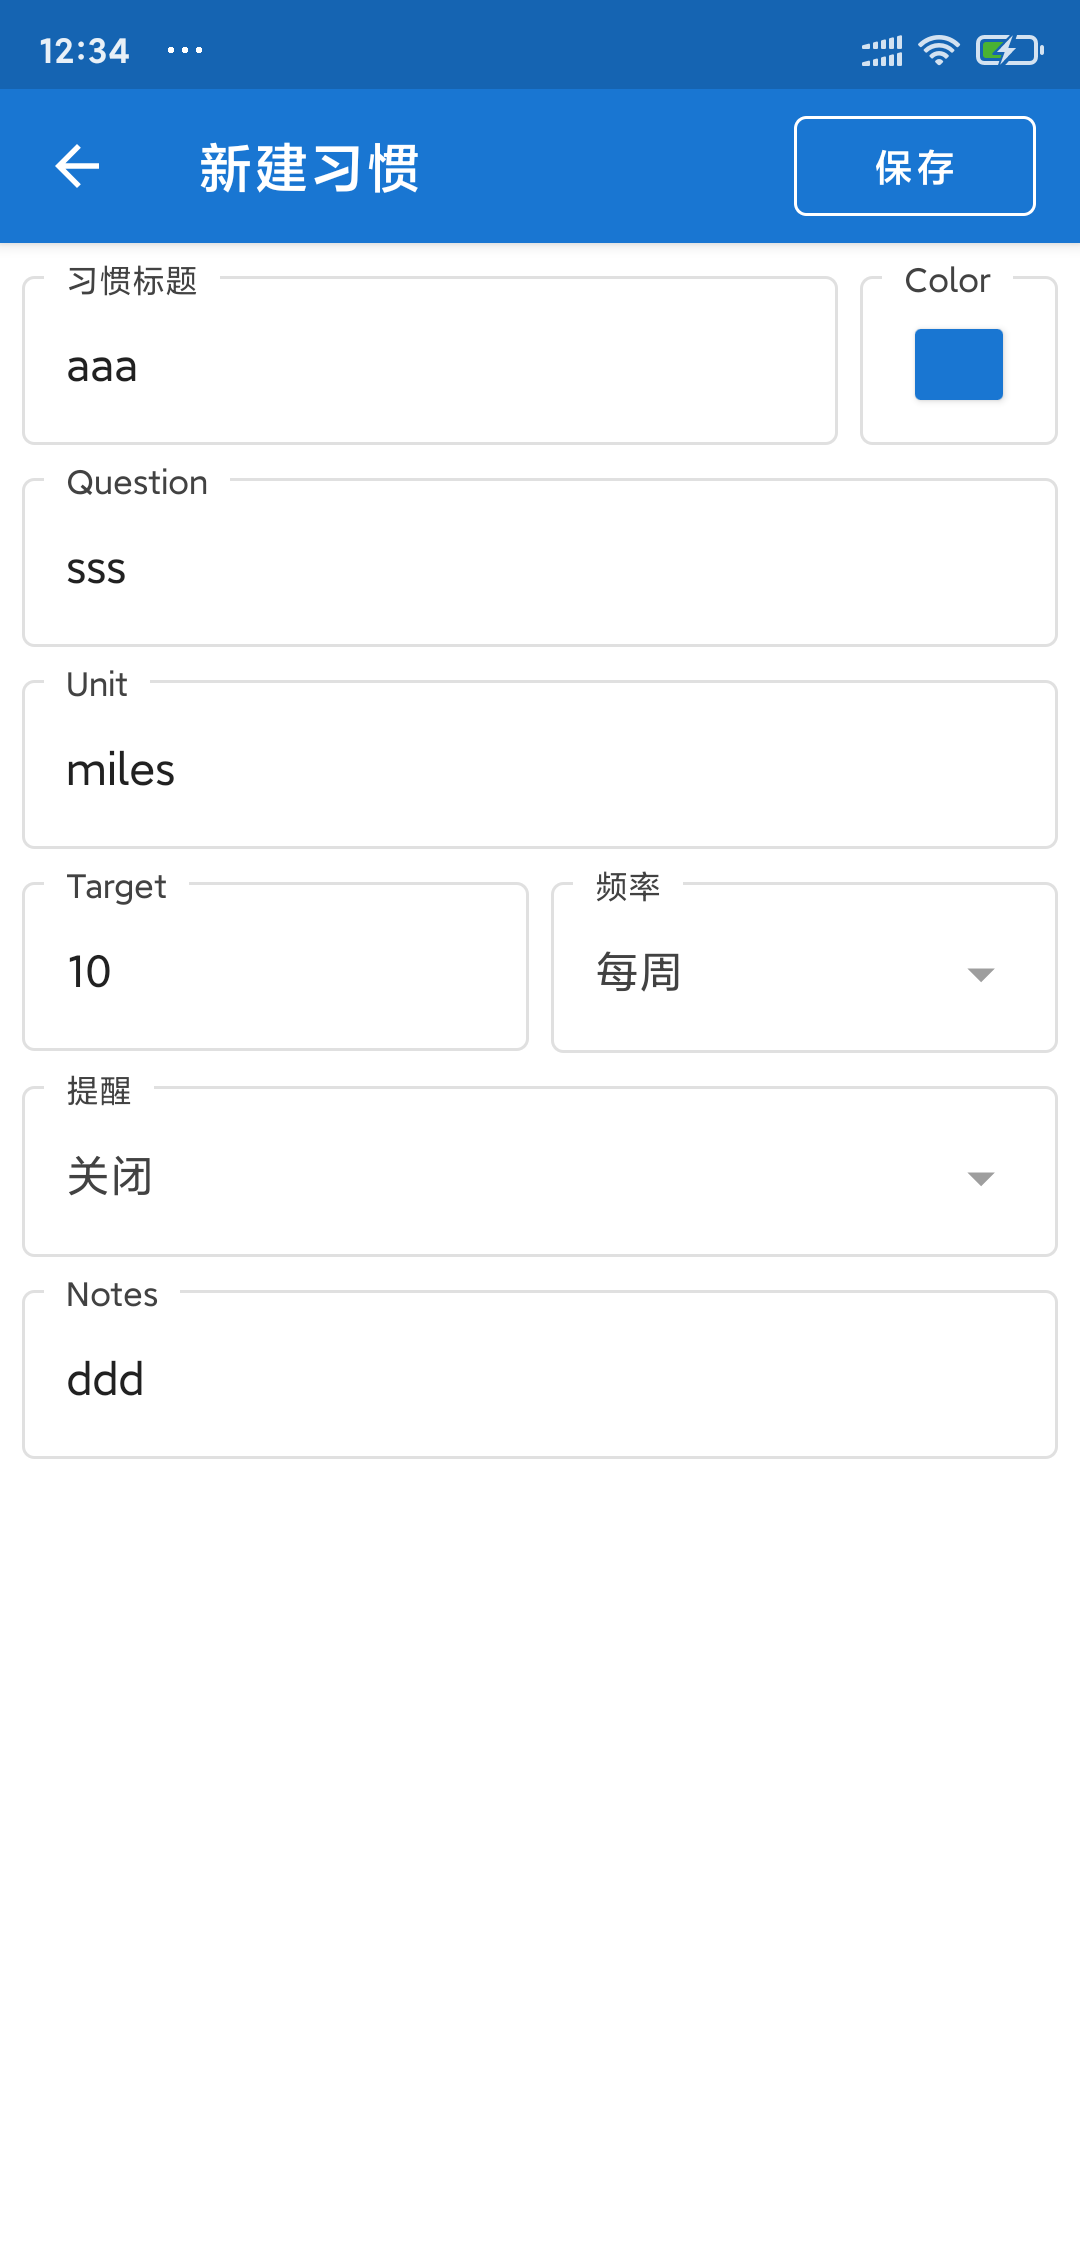 12:34
新建习惯
保存
习惯标题
Color
aaa
Question
sss
Unit
miles
Target
频率
10
每周
提醒
关闭
Notes
ddd